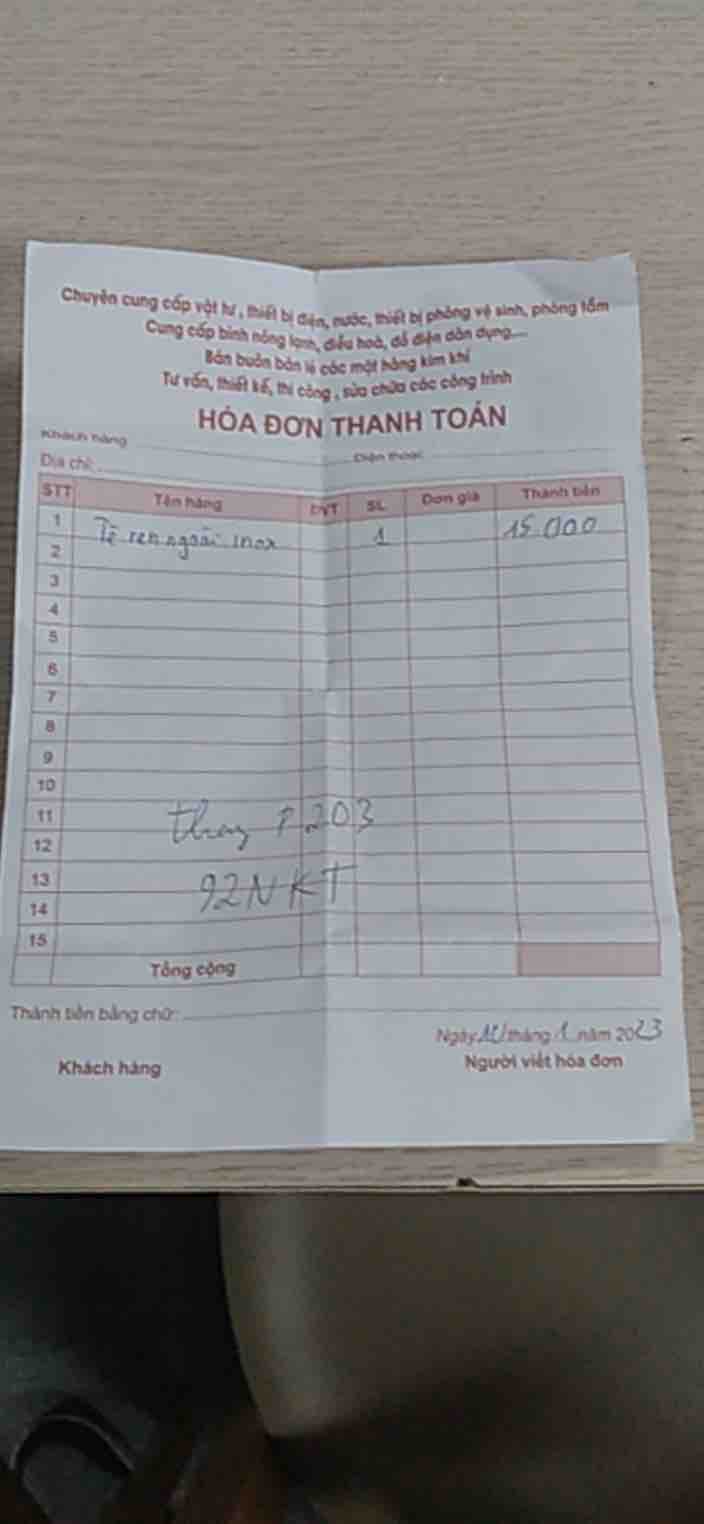 Chuyên cung cấp vật tư, thiết bị điện, nước, thiết bị phòng vệ sinh, phòng tắm
Cung cấp bình nóng lạnh, điều hoà, đồ điện dân dụng....
Bán buôn bán lẻ các mặt hàng kim khí
Tư vấn, thiết kế, thi công, sửa chữa các công trình
HÓA ĐƠN THANH TOÁN
Khách hàng
Điện thoại:
Địa chỉ:
STT Tên hàng ĐVT SL Đơn giá Thành tiền
1 Tê ren ngoài inox 1 15.000
2
3
4
5
6
7
8
9
10
11 thay P203
12
13 92NKT
14
15
Tổng cộng
Thành tiền bằng chữ:
Ngày tháng 1 năm 2023
Khách hàng Người viết hóa đơn